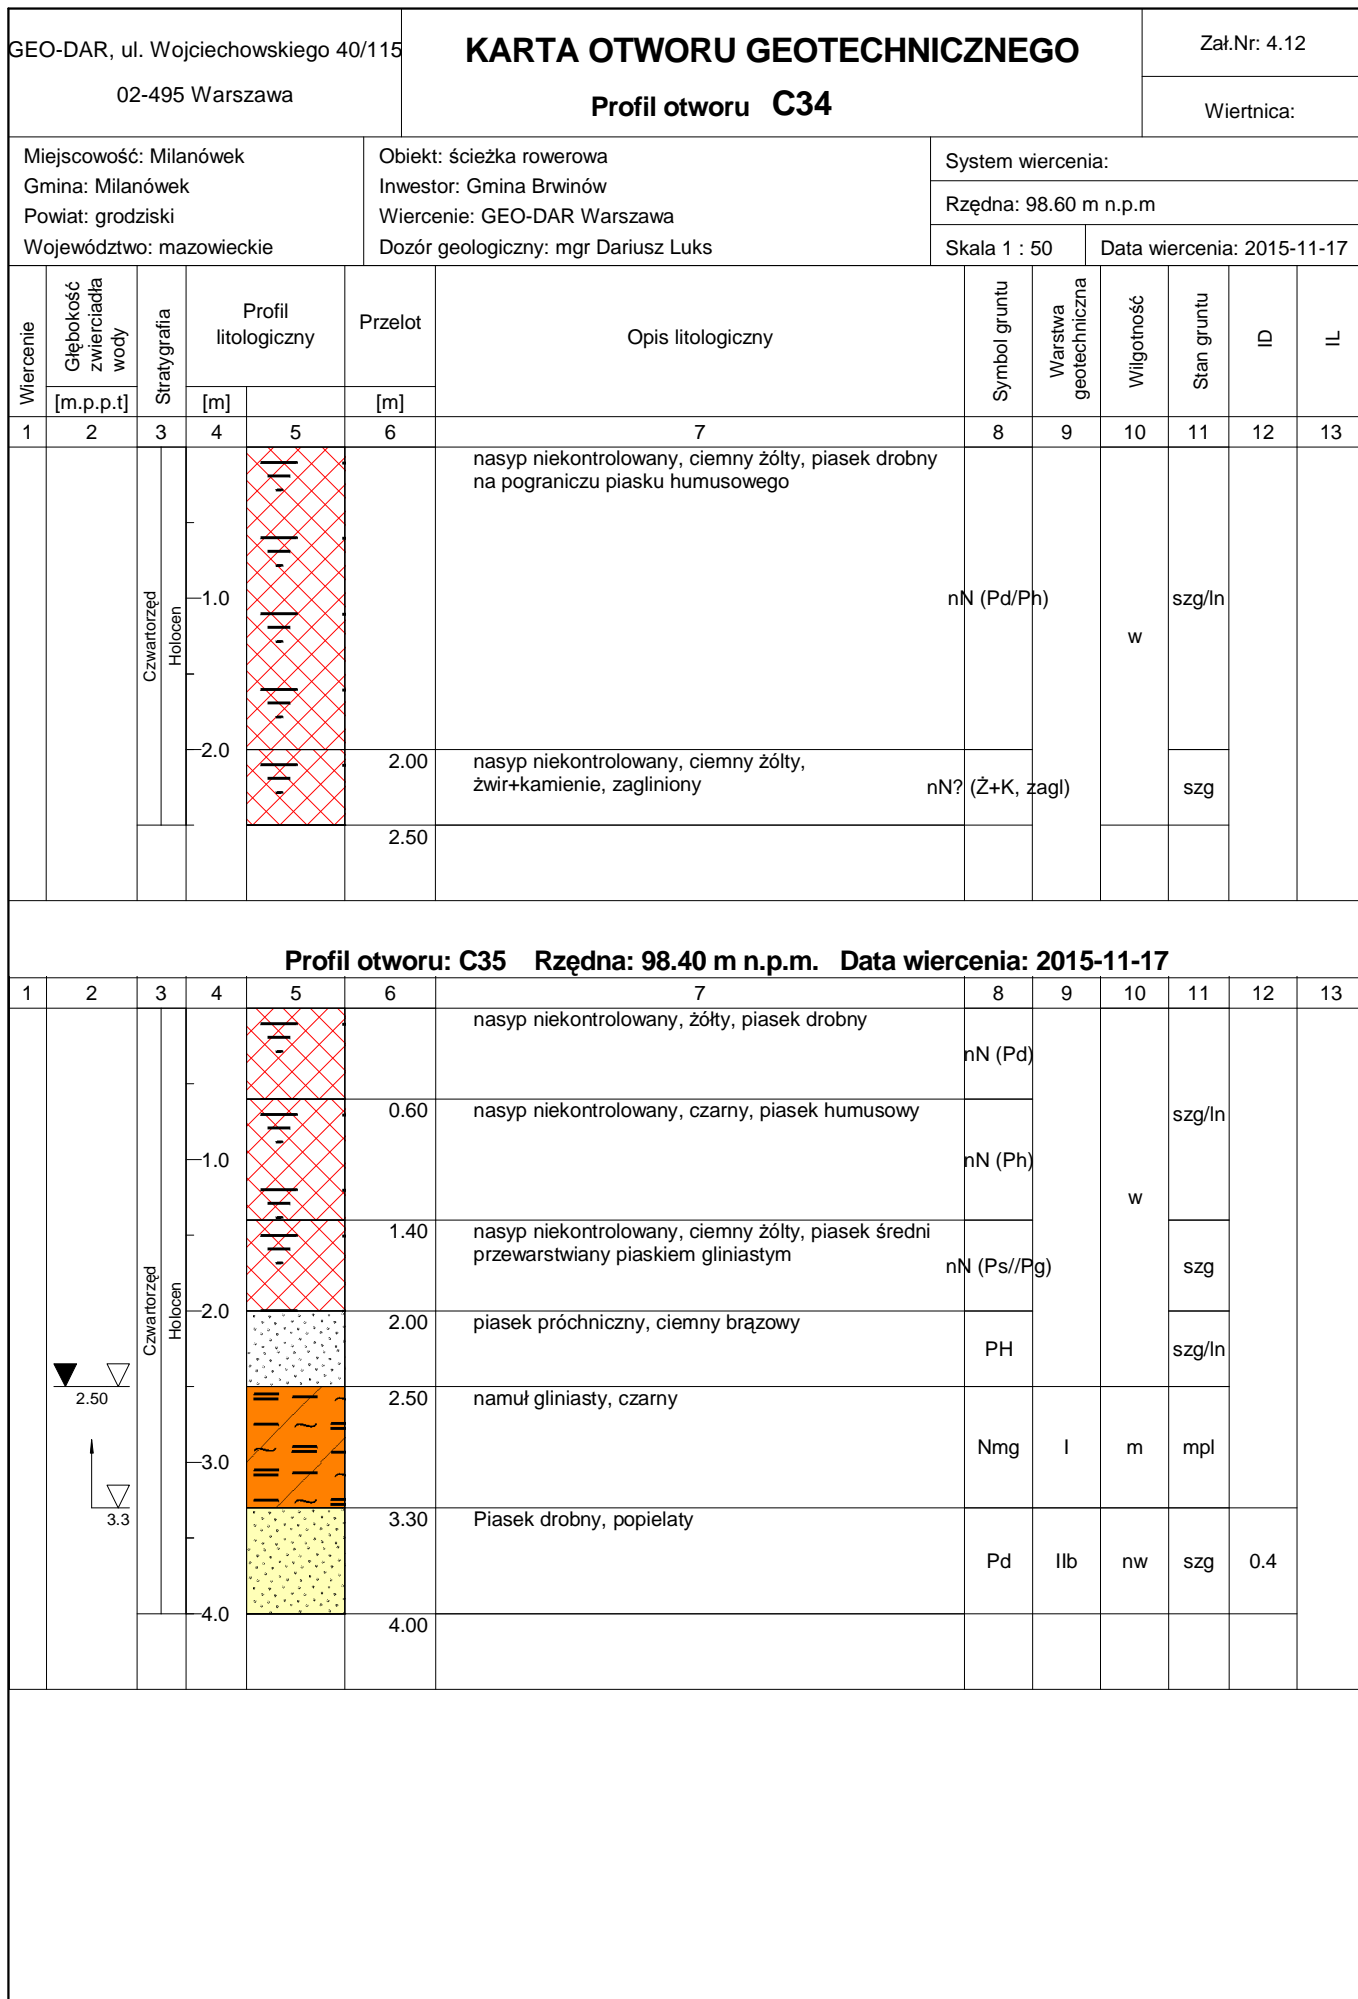 GEO-DAR, ul. Wojciechowskiego 40/115
02-495 Warszawa
KARTA OTWORU GEOTECHNICZNEGO
Profil otworu C34
Zał.Nr: 4.12
Wiertnica:
Miejscowość: Milanówek
Gmina: Milanówek
Powiat: grodziski
Województwo: mazowieckie
Obiekt: ścieżka rowerowa
Inwestor: Gmina Brwinów
Wiercenie: GEO-DAR Warszawa
Dozór geologiczny: mgr Dariusz Luks
System wiercenia:
Rzędna: 98.60 m n.p.m
Skala 1 : 50
Data wiercenia: 2015-11-17
Wiercenie
Głębokość
zwierciadła
wody
[m.p.p.t]
Stratygrafia
Profil
litologiczny
[m]
Przelot
[m]
Opis litologiczny
Symbol gruntu
Warstwa
geotechniczna
Wilgotność
Stan gruntu
ID
IL
1 2 3 4 5 6 7 8 9 10 11 12 13
Czwartorzęd
Holocen
1.0
2.0
nasyp niekontrolowany, ciemny żólty, piasek drobny
na pograniczu piasku humusowego
nN (Pd/Ph)
w
szg/ln
2.00
nasyp niekontrolowany, ciemny żólty,
żwir+kamienie, zagliniony
nN? (Ż+K, zagl)
szg
2.50
Profil otworu: C35 Rzędna: 98.40 m n.p.m. Data wiercenia: 2015-11-17
1 2 3 4 5 6 7 8 9 10 11 12 13
2.50
3.3
Czwartorzęd
Holocen
1.0
2.0
3.0
4.0
nasyp niekontrolowany, żółty, piasek drobny
nN (Pd)
szg/ln
0.60
nasyp niekontrolowany, czarny, piasek humusowy
nN (Ph)
w
1.40
nasyp niekontrolowany, ciemny żólty, piasek średni
przewarstwiany piaskiem gliniastym
nN (Ps//Pg)
szg
2.00
piasek próchniczny, ciemny brązowy
PH
szg/ln
2.50
namuł gliniasty, czarny
Nmg I m mpl
3.30
Piasek drobny, popielaty
Pd IIb nw szg 0.4
4.00